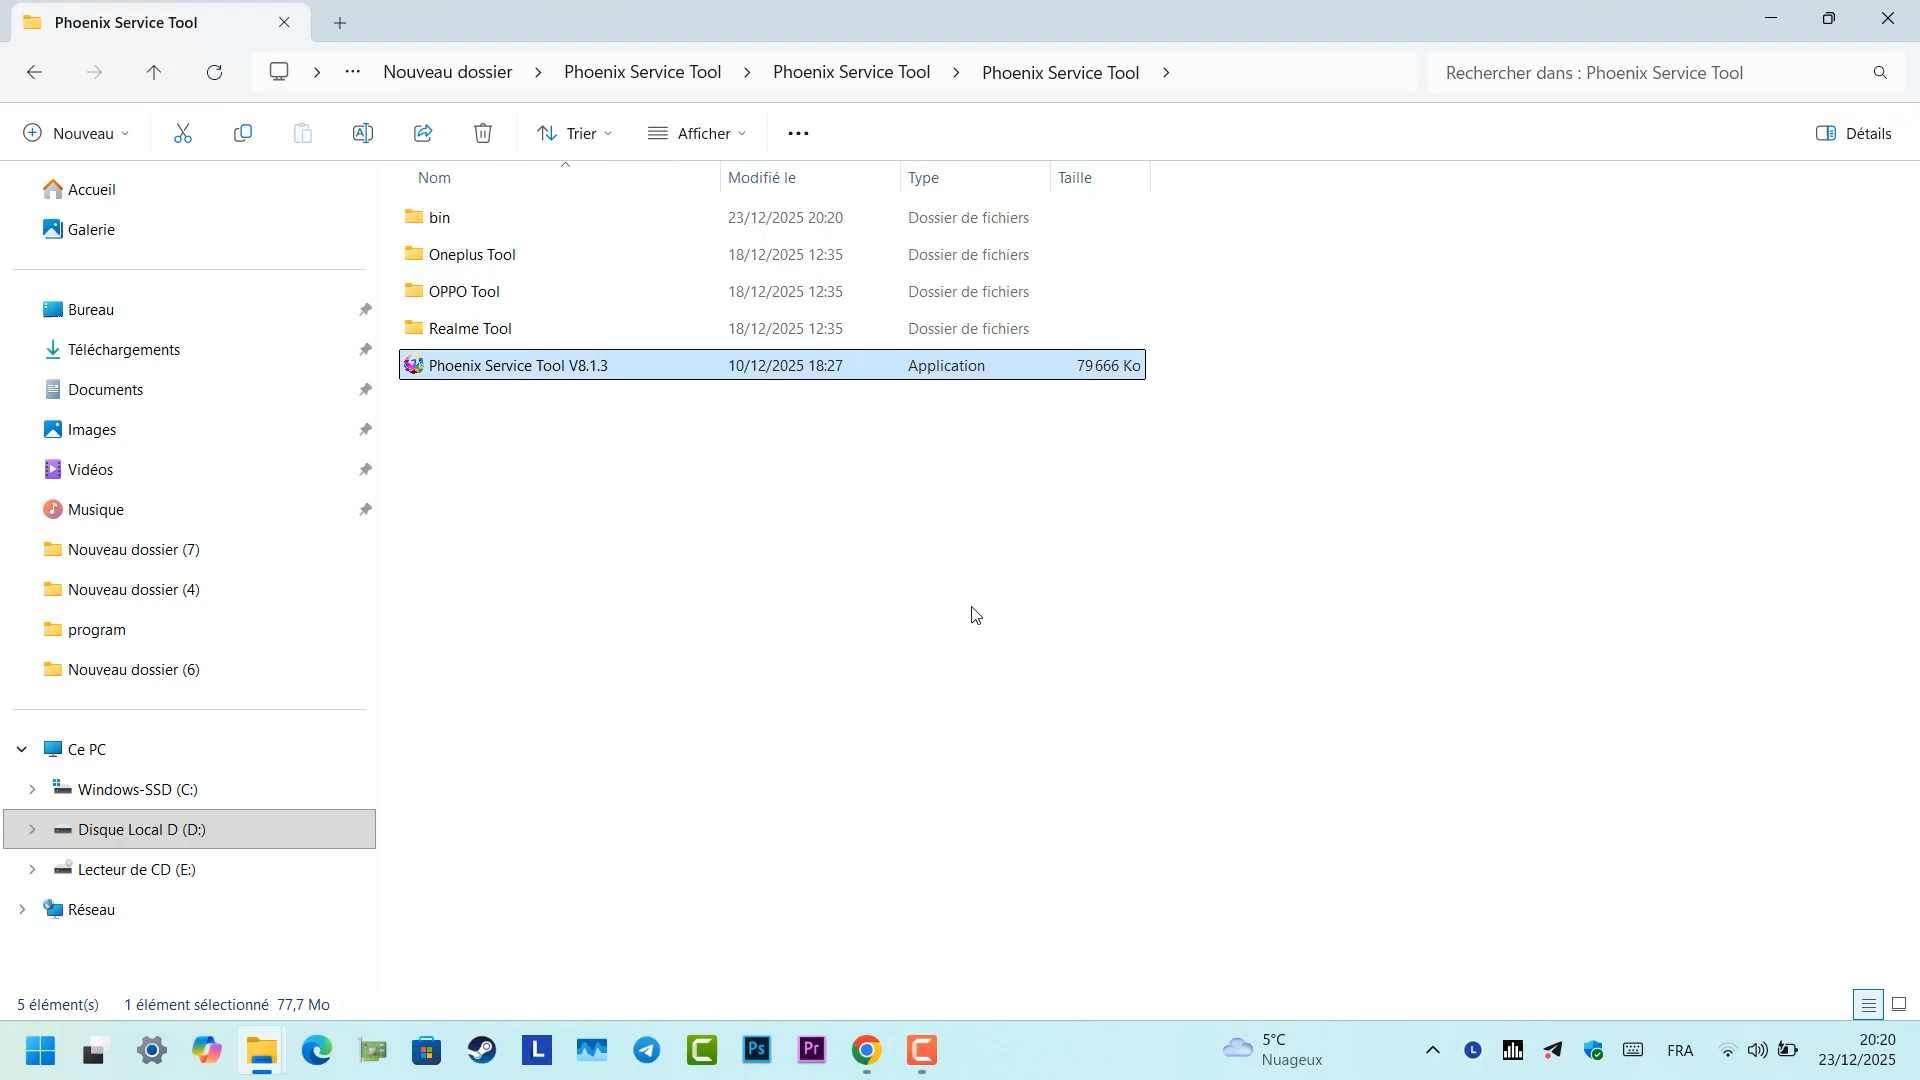 Phoenix Service Tool
Nouveau dossier Phoenix Service Tool Phoenix Service Tool Phoenix Service Tool
Rechercher dans : Phoenix Service Tool
Nouveau Trier Afficher Détails
Nom Modifié le Type Taille
bin 23/12/2025 20:20 Dossier de fichiers
Oneplus Tool 18/12/2025 12:35 Dossier de fichiers
OPPO Tool 18/12/2025 12:35 Dossier de fichiers
Realme Tool 18/12/2025 12:35 Dossier de fichiers
Phoenix Service Tool V8.1.3 10/12/2025 18:27 Application 79 666 Ko
Accueil
Galerie
Bureau
Téléchargements
Documents
Images
Vidéos
Musique
Nouveau dossier (7)
Nouveau dossier (4)
program
Nouveau dossier (6)
Ce PC
Windows-SSD (C:)
Disque Local D (D:)
Lecteur de CD (E:)
Réseau
5 élément(s) 1 élément sélectionné 77,7 Mo
L
Ps
Pr
5°C
Nuageux
L
FRA
20:20
23/12/2025